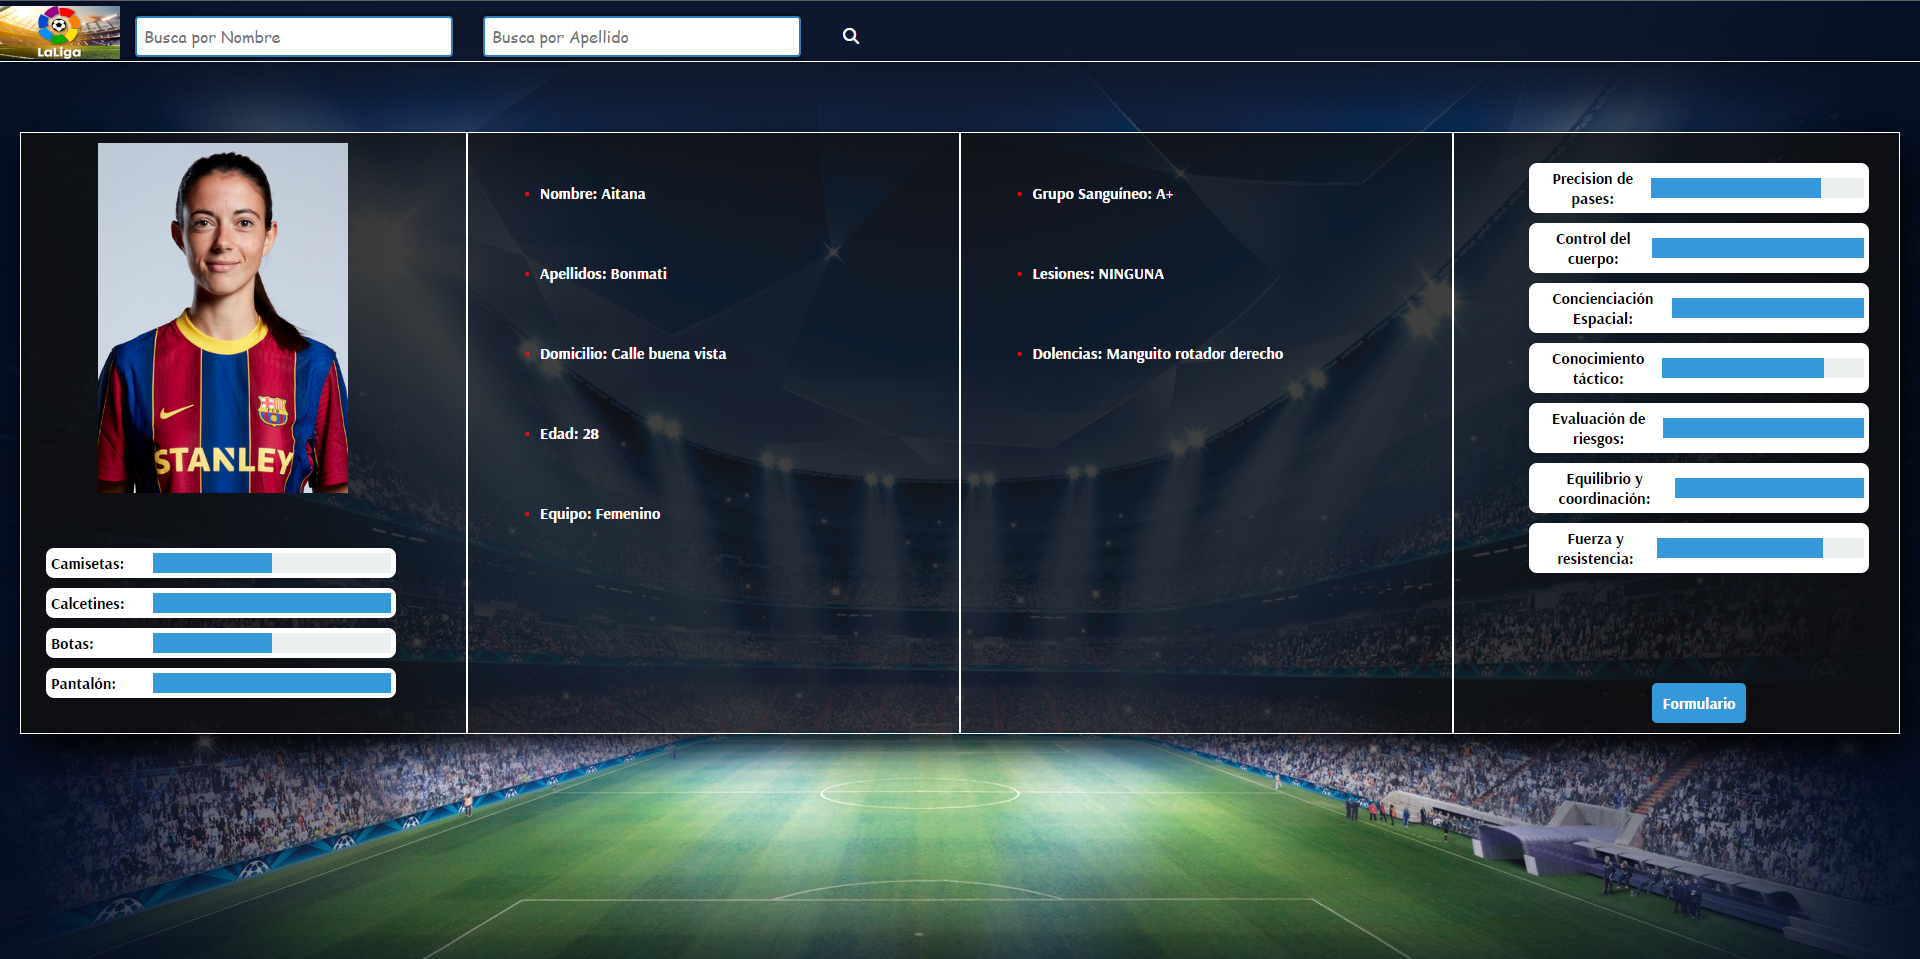 LaLiga
Busca por Nombre
Busca por Apellido
STANLEY
Camisetas:
Calcetines:
Botas:
Pantalón:
Nombre: Aitana
Apellidos: Bonmati
Domicilio: Calle buena vista
Edad: 28
Equipo: Femenino
Grupo Sanguíneo: A+
Lesiones: NINGUNA
Dolencias: Manguito rotador derecho
Precision de
pases:
Control del
cuerpo:
Concienciación
Espacial:
Conocimiento
táctico:
Evaluación de
riesgos:
Equilibrio y
coordinación:
Fuerza y
resistencia:
Formulario